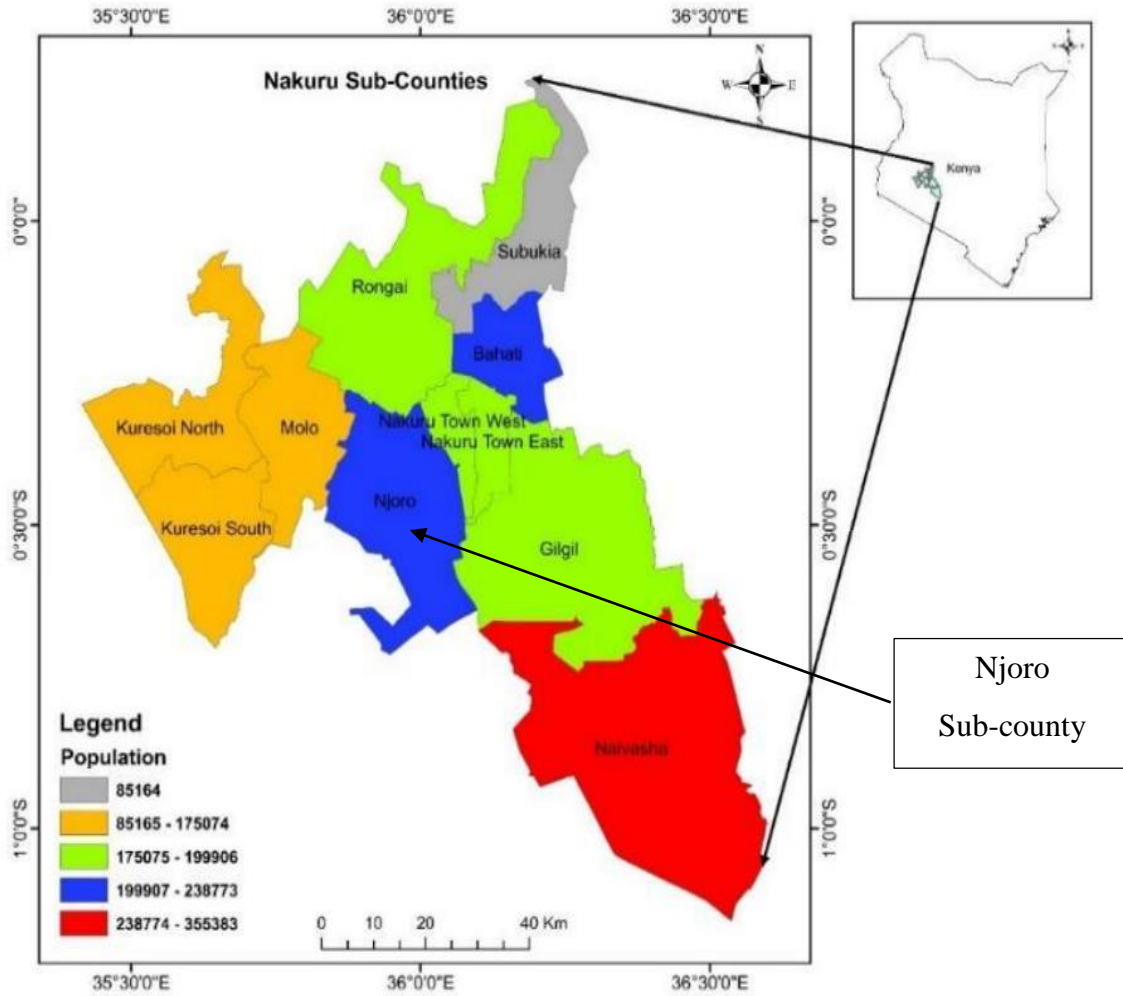 35°30'0"E
36°0'0"E
36°30'0"E
Nakuru Sub-Counties
N
W
E
S
Kenya
0°0'0"
0°0'0"
Subukia
Rongai
Bahati
Kuresoi North
Molo
Nakuru Town West
Nakuru Town East
Njoro
Kuresoi South
0°30'0"S
0°30'0"S
Gilgil
Njoro
Sub-county
Naivasha
Legend
Population
85164
85165 - 175074
175075 - 199906
199907 - 238773
238774 - 355383
1°0'0"S
1°0'0"S
0 10 20 40 Km
35°30'0"E
36°0'0"E
36°30'0"E